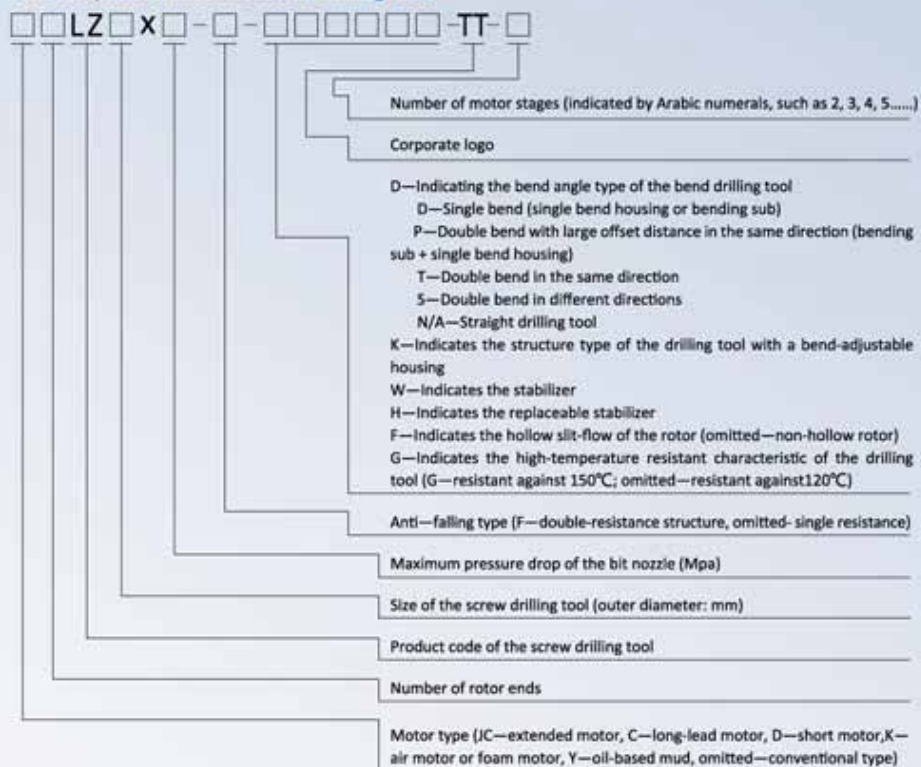 □□LZ□x□-□-□□□□□□-TT-□
Number of motor stages (indicated by Arabic numerals, such as 2, 3, 4, 5......)
Corporate logo
D—Indicating the bend angle type of the bend drilling tool
D—Single bend (single bend housing or bending sub)
P—Double bend with large offset distance in the same direction (bending
sub + single bend housing)
T—Double bend in the same direction
S—Double bend in different directions
N/A—Straight drilling tool
K—Indicates the structure type of the drilling tool with a bend-adjustable
housing
W—Indicates the stabilizer
H—Indicates the replaceable stabilizer
F—Indicates the hollow slit-flow of the rotor (omitted—non-hollow rotor)
G—Indicates the high-temperature resistant characteristic of the drilling
tool (G—resistant against 150℃; omitted—resistant against120℃)
Anti—falling type (F—double-resistance structure, omitted- single resistance)
Maximum pressure drop of the bit nozzle (Mpa)
Size of the screw drilling tool (outer diameter: mm)
Product code of the screw drilling tool
Number of rotor ends
Motor type (JC—extended motor, C—long-lead motor, D—short motor,K—
air motor or foam motor, Y—oil-based mud, omitted—conventional type)